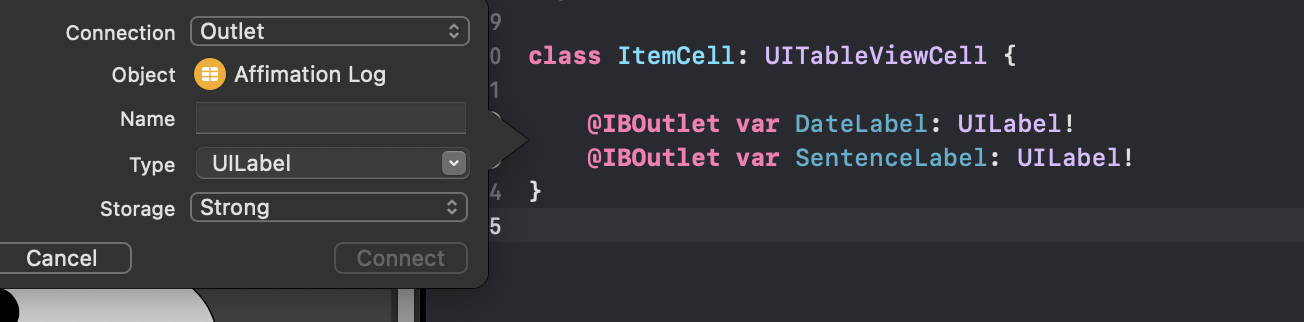 Connection Outlet
Object Affimation Log
Name
Type UILabel
Storage Strong
Cancel Connect
9
0 class ItemCell: UITableViewCell {
1
@IBOutlet var DateLabel: UILabel!
@IBOutlet var SentenceLabel: UILabel!
4 }
5